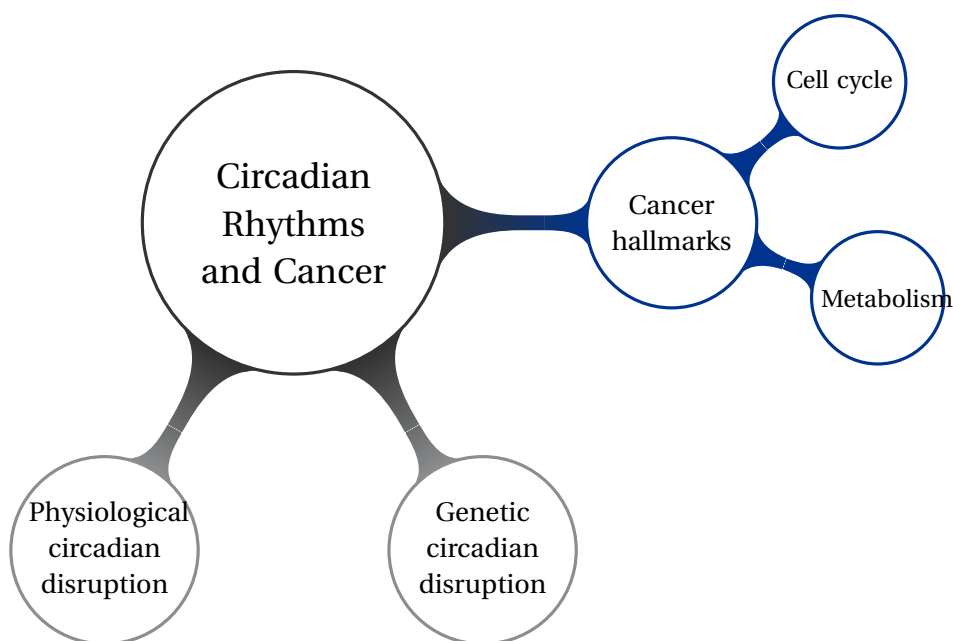 Circadian
Rhythms
and Cancer
Cancer
hallmarks
Cell cycle
Metabolism
Physiological
circadian
disruption
Genetic
circadian
disruption